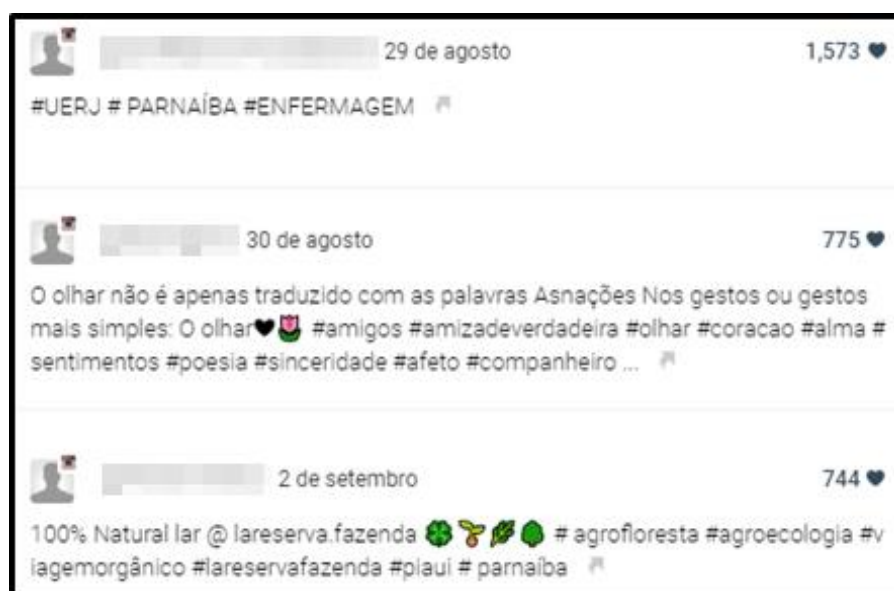 29 de agosto 1,573
#UERJ # PARNAÍBA #ENFERMAGEM
30 de agosto 775
O olhar não é apenas traduzido com as palavras Asnações Nos gestos ou gestos
mais simples: O olhar🖤🌷 #amigos #amizadeverdadeira #olhar #coracao #alma #
sentimentos #poesia #sinceridade #afeto #companheiro ...
2 de setembro 744
100% Natural lar @ lareserva.fazenda 🍀🌱🌿🌳 # agrofloresta #agroecologia #v
iagemorgânico #lareservafazenda #piaui # parnaíba